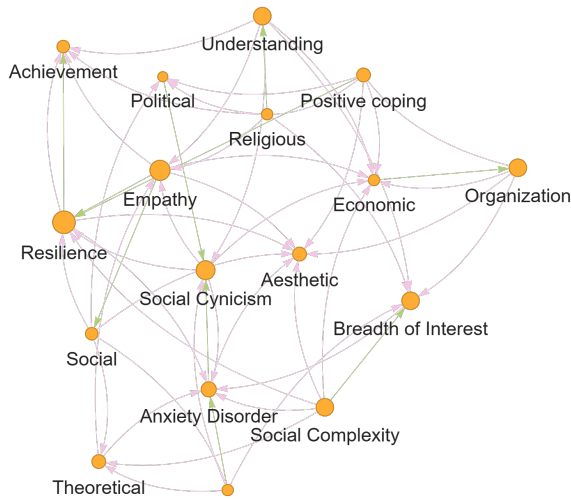 Understanding
Achievement
Political
Positive coping
Religious
Empathy
Economic
Organization
Resilience
Aesthetic
Social Cynicism
Breadth of Interest
Social
Anxiety Disorder
Social Complexity
Theoretical